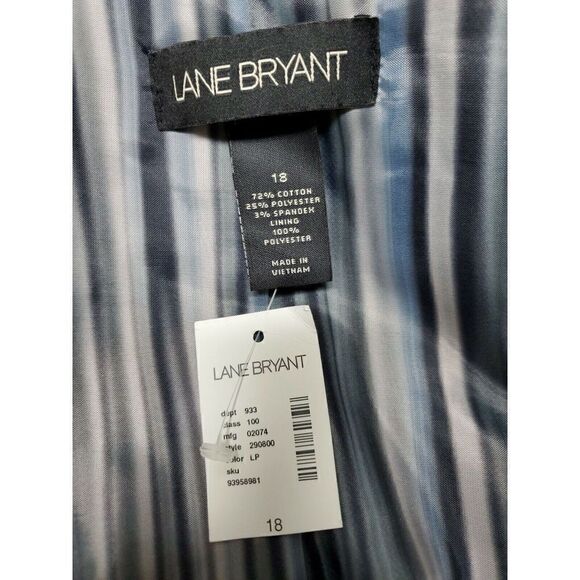 LANE BRYANT
18
72% COTTON
25% POLYESTER
3% SPANDEX
LINING
100%
POLYESTER
MADE IN
VIETNAM
LANE BRYANT
dept 933
class 100
mfg 02074
style 290800
color LP
sku
93958981
18